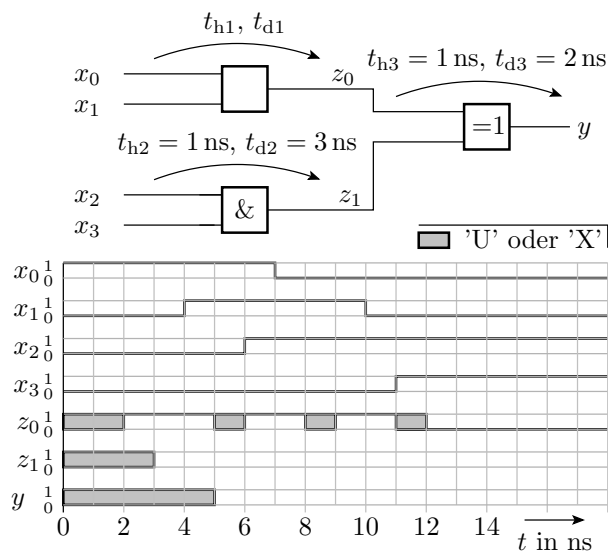 t_h1, t_d1
x_0
x_1
z_0
t_h3 = 1 ns, t_d3 = 2 ns
=1
y
t_h2 = 1 ns, t_d2 = 3 ns
x_2
x_3
&
z_1
'U' oder 'X'
x_0 1 0
x_1 1 0
x_2 1 0
x_3 1 0
z_0 1 0
z_1 1 0
y 1 0
0 2 4 6 8 10 12 14
t in ns